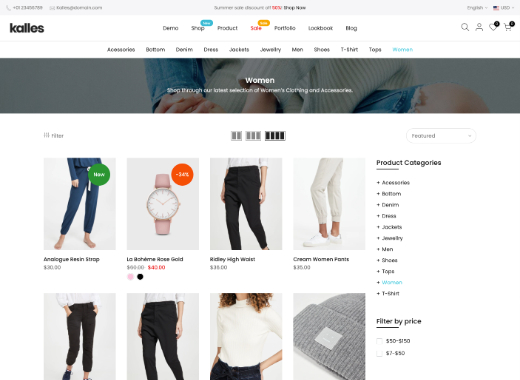 +01 23456789 Kalles@domain.com Summer sale discount off 50%! Shop Now English USD
kalles Demo Shop New Product Sale Portfolio Lookbook Blog 0 0
Acessories Bottom Denim Dress Jackets Jewellry Men Shoes T-Shirt Tops Women
Women
Shop through our latest selection of Women's Clothing and Accessories.
Filter Featured
New
-34%
Analogue Resin Strap
$30.00
La Bohème Rose Gold
$60.00 $40.00
Ridley High Waist
$36.00
Cream Women Pants
$35.00
Product Categories
+ Acessories
+ Bottom
+ Denim
+ Dress
+ Jackets
+ Jewellry
+ Men
+ Shoes
+ Tops
+ Women
+ T-Shirt
Filter by price
$50-$150
$7-$50